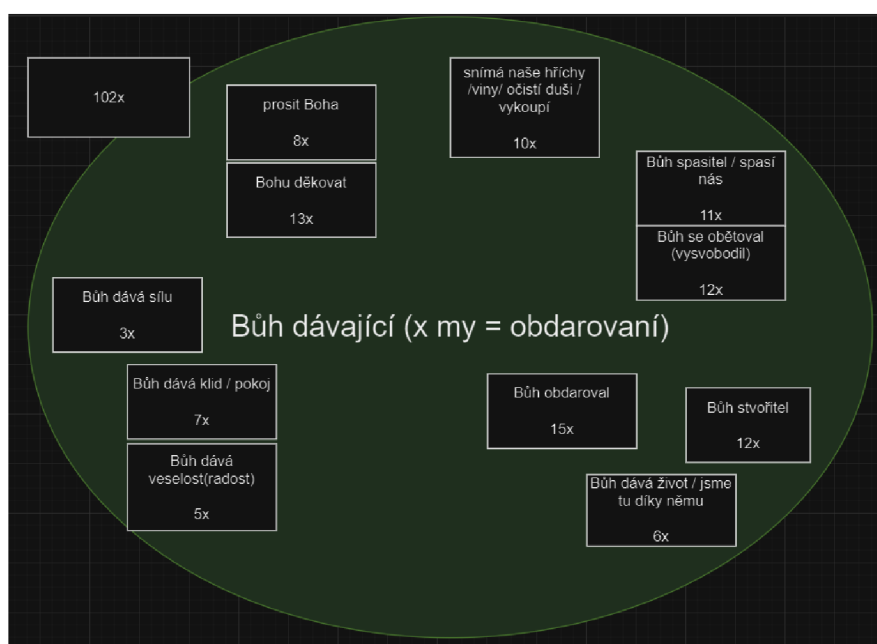 102x
prosit Boha
8x
Bohu děkovat
13x
snímá naše hříchy
/viny/ očistí duši /
vykoupí
10x
Bůh spasitel / spasí
nás
11x
Bůh se obětoval
(vysvobodil)
12x
Bůh dává sílu
3x
Bůh dávající (x my = obdarovaní)
Bůh dává klid / pokoj
7x
Bůh dává
veselost(radost)
5x
Bůh obdaroval
15x
Bůh stvořitel
12x
Bůh dává život / jsme
tu díky němu
6x